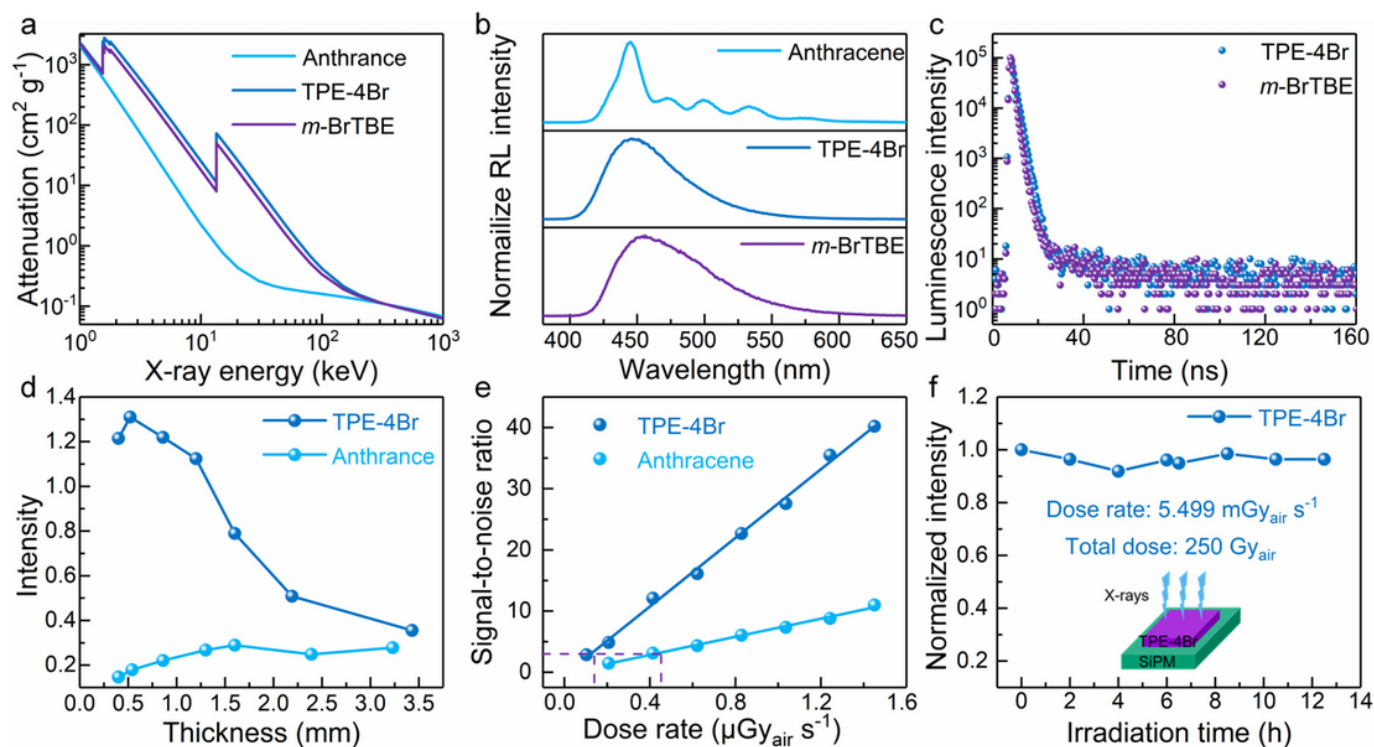 a
Attenuation (cm² g⁻¹)
10³
10²
10¹
10⁰
10⁻¹
Anthrance
TPE-4Br
m-BrTBE
10⁰ 10¹ 10² 10³
X-ray energy (keV)
b
Normailize RL intensity
Anthracene
TPE-4Br
m-BrTBE
400 450 500 550 600 650
Wavelength (nm)
c
Luminescence intensity
10⁵
10⁴
10³
10²
10¹
10⁰
TPE-4Br
m-BrTBE
0 40 80 120 160
Time (ns)
d
Intensity
1.4
1.2
1.0
0.8
0.6
0.4
0.2
TPE-4Br
Anthrance
0.0 0.5 1.0 1.5 2.0 2.5 3.0 3.5
Thickness (mm)
e
Signal-to-noise ratio
40
30
20
10
0
TPE-4Br
Anthracene
0.0 0.4 0.8 1.2 1.6
Dose rate (μGyair s⁻¹)
f
Normalized intensity
1.2
1.0
0.8
0.6
0.4
0.2
TPE-4Br
Dose rate: 5.499 mGyair s⁻¹
Total dose: 250 Gyair
X-rays
TPE-4Br
SiPM
0 2 4 6 8 10 12 14
Irradiation time (h)